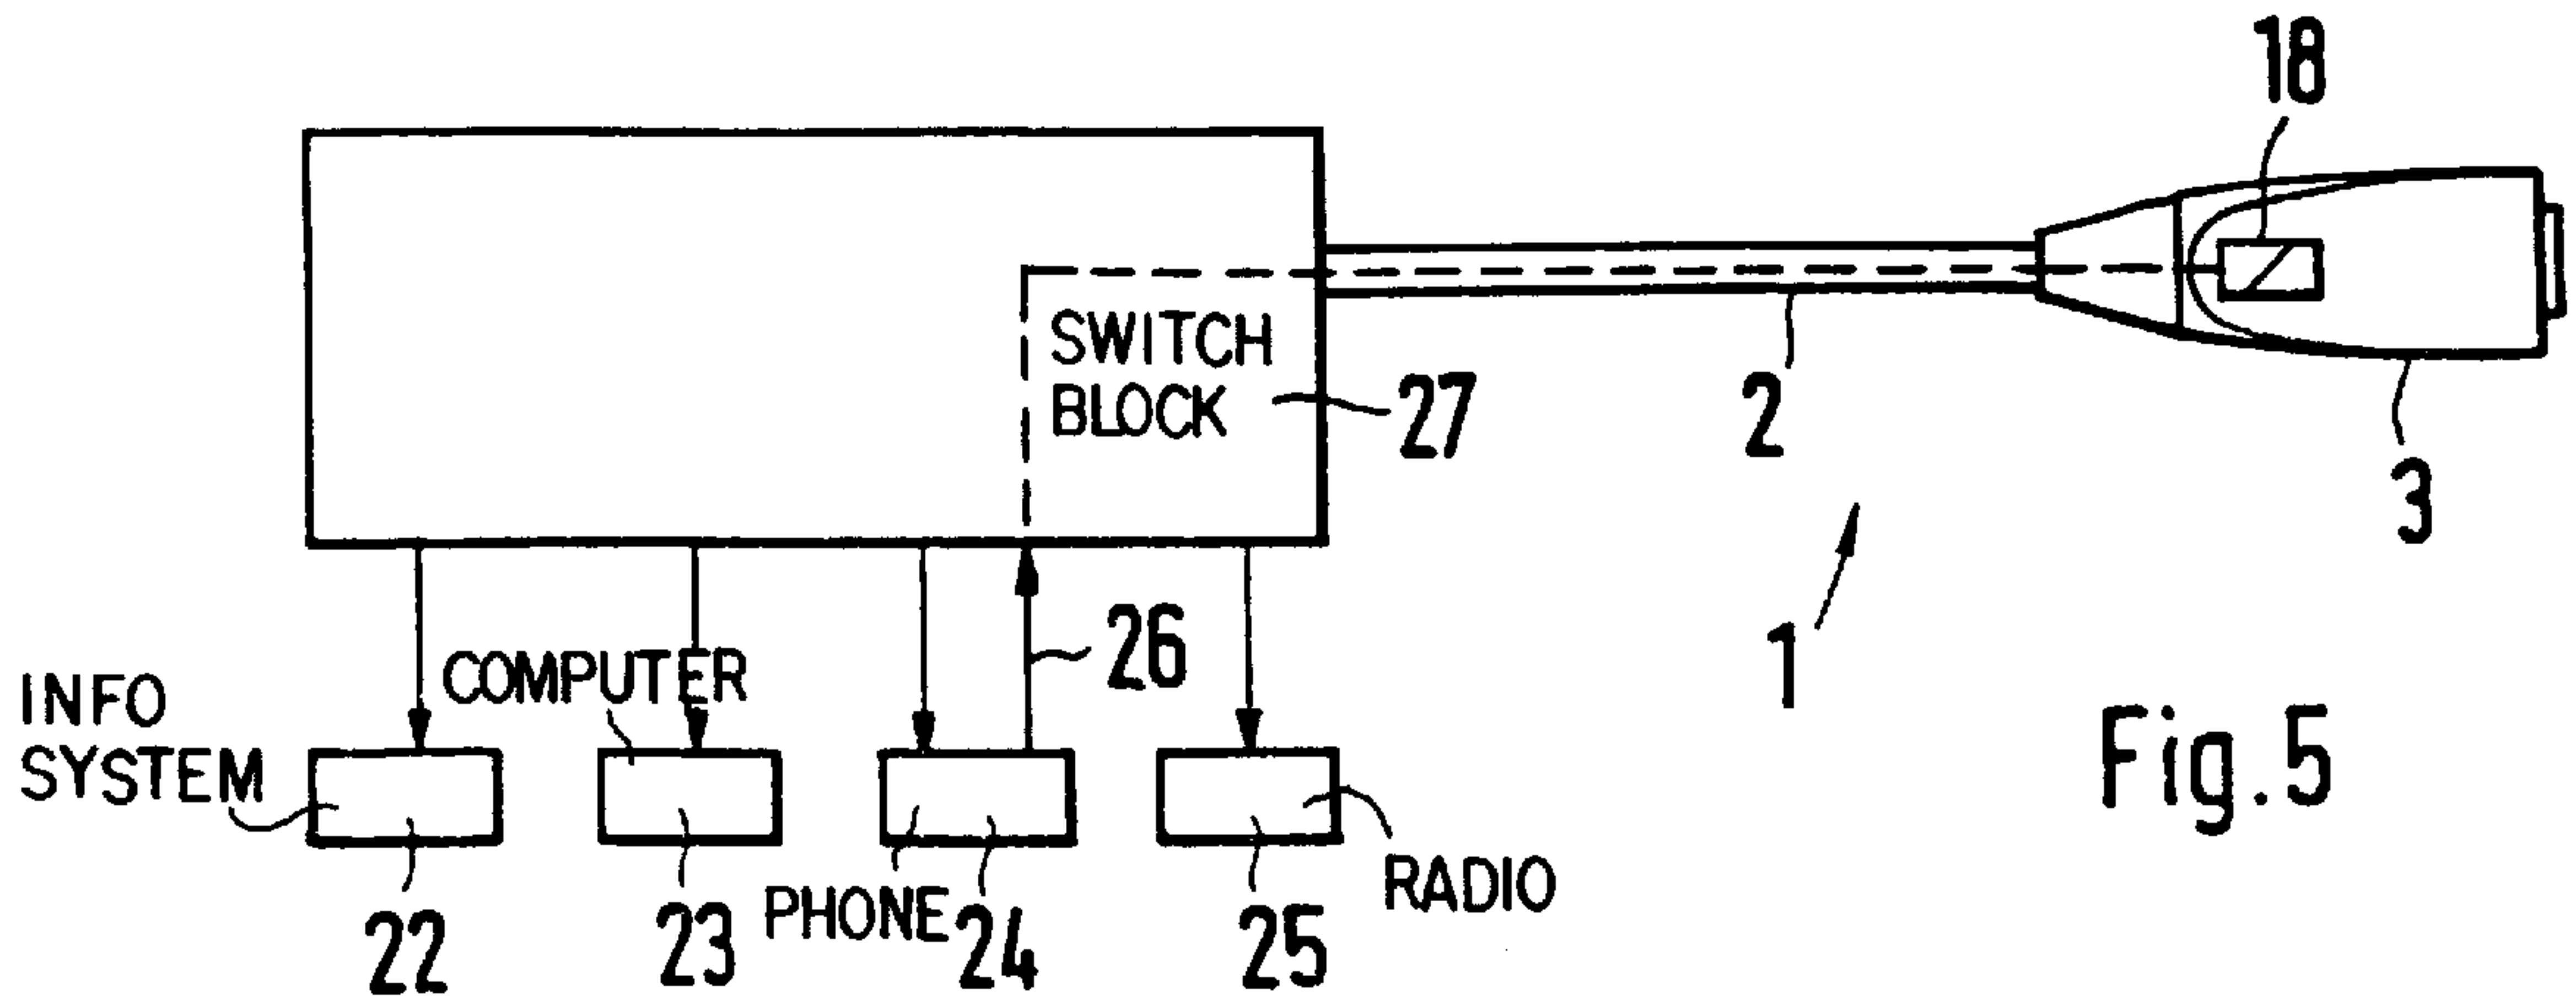 18
SWITCH
BLOCK
27
2
3
1
26
INFO
SYSTEM
COMPUTER
PHONE
RADIO
22
23
24
25
Fig.5